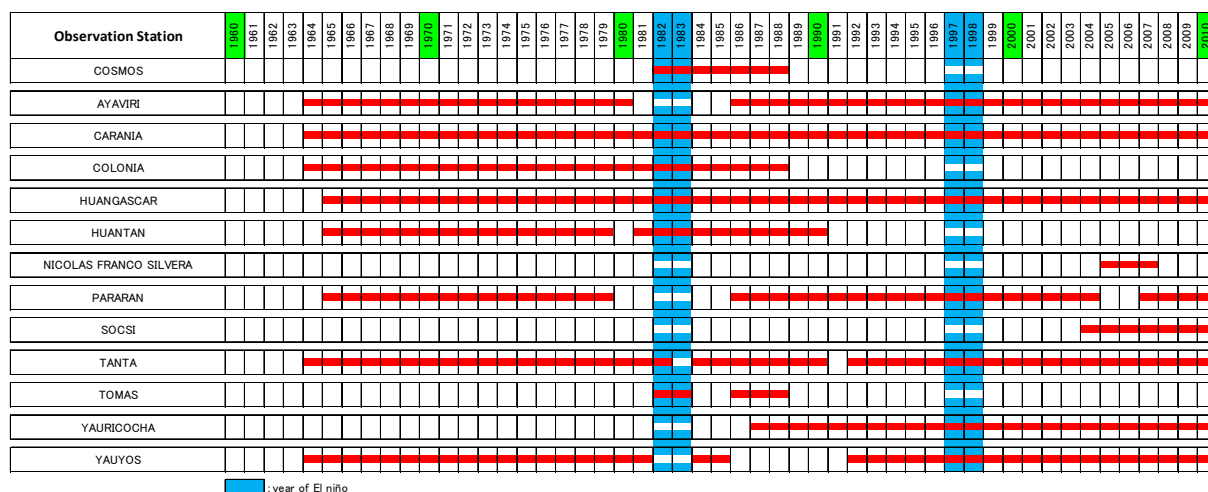 Observation Station 1960 1961 1962 1963 1964 1965 1966 1967 1968 1969 1970 1971 1972 1973 1974 1975 1976 1977 1978 1979 1980 1981 1982 1983 1984 1985 1986 1987 1988 1989 1990 1991 1992 1993 1994 1995 1996 1997 1998 1999 2000 2001 2002 2003 2004 2005 2006 2007 2008 2009 2010
COSMOS
AYAVIRI
CARANIA
COLONIA
HUANGASCAR
HUANTAN
NICOLAS FRANCO SILVERA
PARARAN
SOCSI
TANTA
TOMAS
YAURICOCHA
YAUYOS
: year of El niño